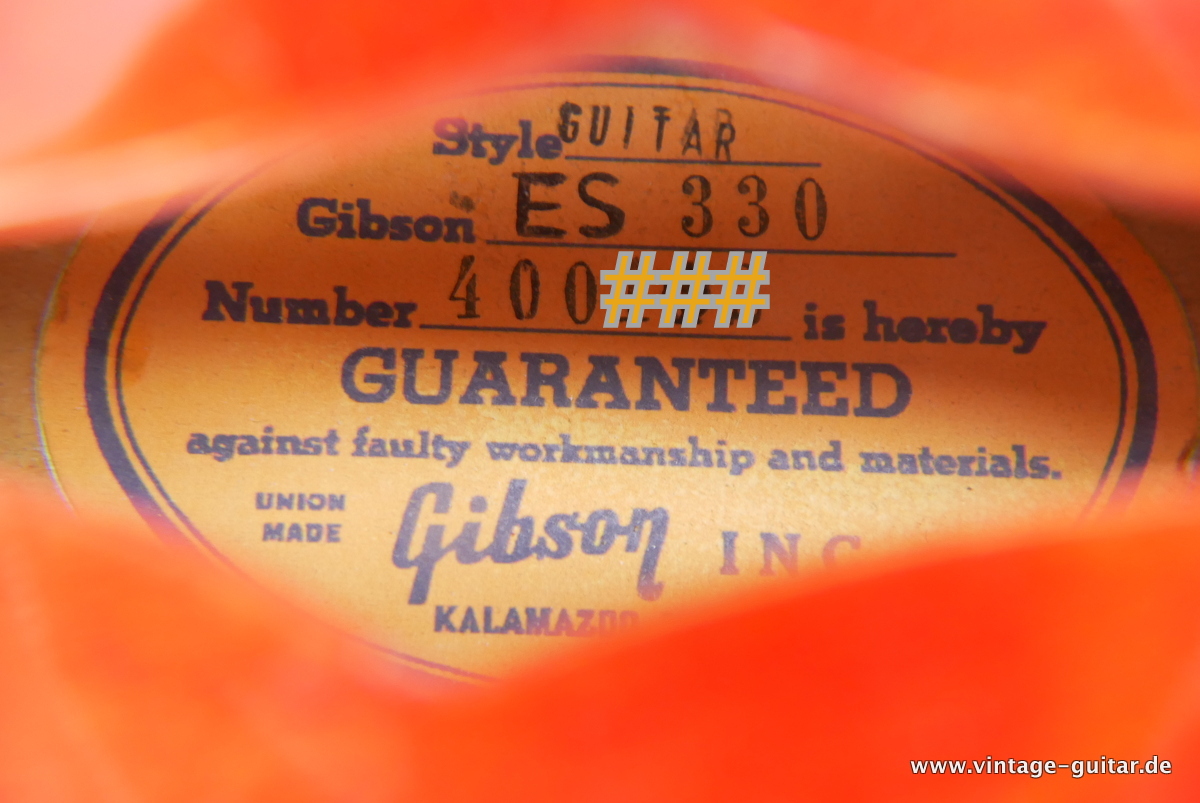 Style GUITAR
Gibson ES 330
Number 400### is hereby
GUARANTEED
against faulty workmanship and materials.
UNION
MADE
Gibson INC
KALAMAZOO
www.vintage-guitar.de